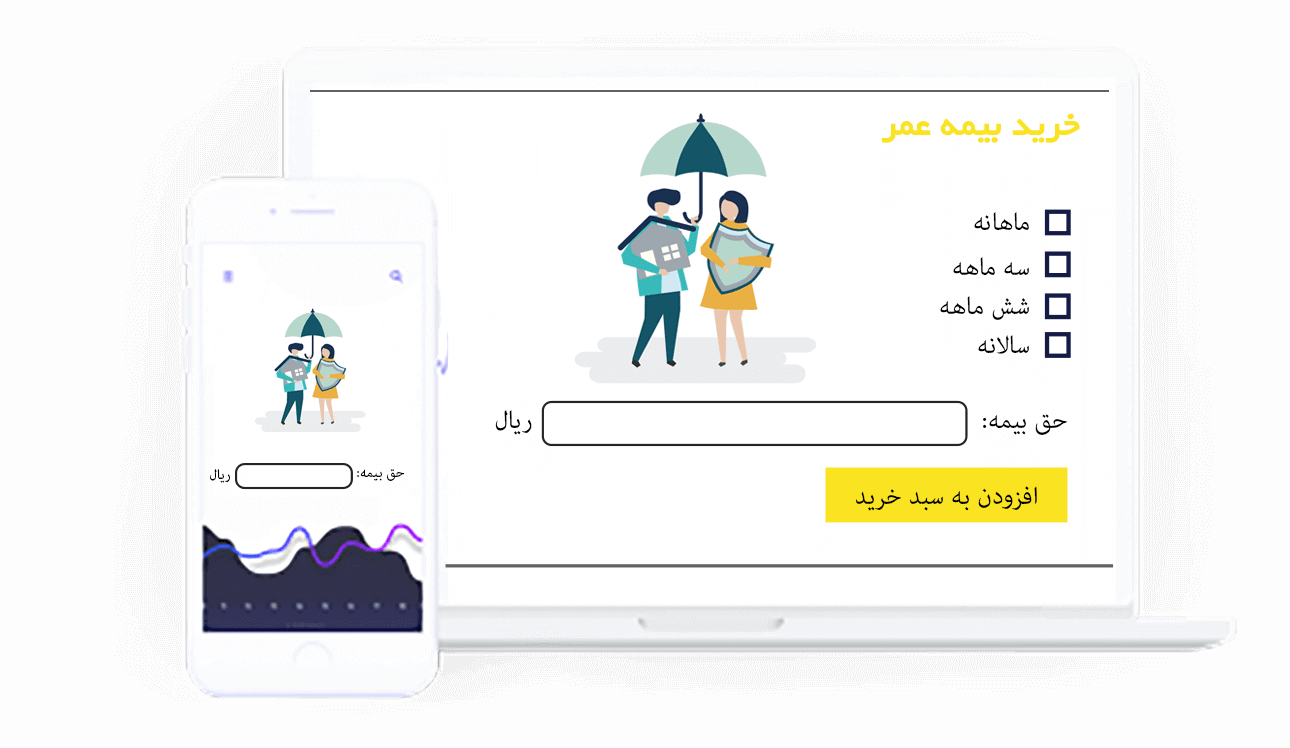 خرید بیمه عمر
ماهانه
سه ماهه
شش ماهه
سالانه
حق بیمه: ریال
افزودن به سبد خرید
حق بیمه: ریال